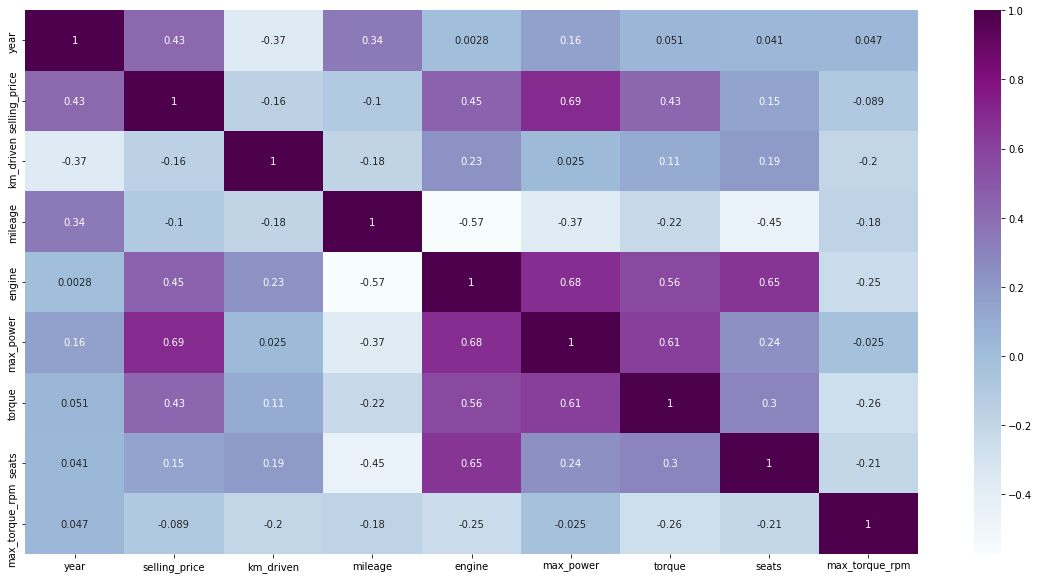 year 1 0.43 -0.37 0.34 0.0028 0.16 0.051 0.041 0.047
selling_price 0.43 1 -0.16 -0.1 0.45 0.69 0.43 0.15 -0.089
km_driven -0.37 -0.16 1 -0.18 0.23 0.025 0.11 0.19 -0.2
mileage 0.34 -0.1 -0.18 1 -0.57 -0.37 -0.22 -0.45 -0.18
engine 0.0028 0.45 0.23 -0.57 1 0.68 0.56 0.65 -0.25
max_power 0.16 0.69 0.025 -0.37 0.68 1 0.61 0.24 -0.025
torque 0.051 0.43 0.11 -0.22 0.56 0.61 1 0.3 -0.26
seats 0.041 0.15 0.19 -0.45 0.65 0.24 0.3 1 -0.21
max_torque_rpm 0.047 -0.089 -0.2 -0.18 -0.25 -0.025 -0.26 -0.21 1
year selling_price km_driven mileage engine max_power torque seats max_torque_rpm
1.0
0.8
0.6
0.4
0.2
0.0
−0.2
−0.4